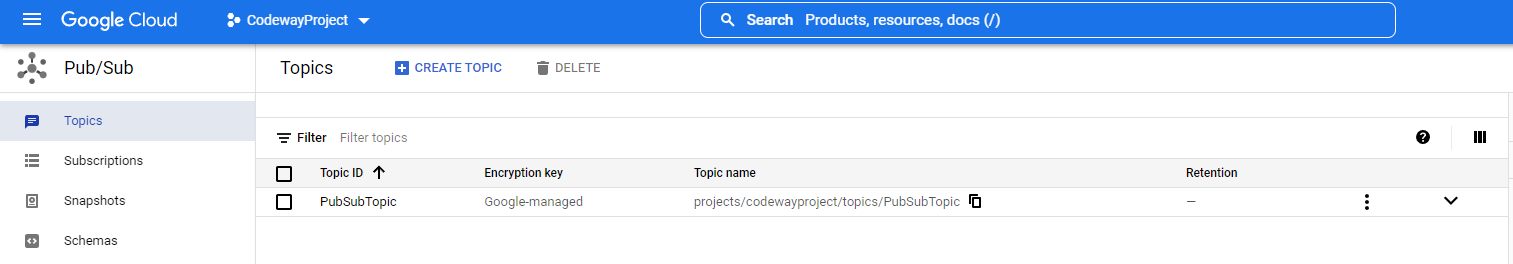 Google Cloud CodewayProject Search Products, resources, docs (/)
Pub/Sub Topics CREATE TOPIC DELETE
Topics
Subscriptions
Snapshots
Schemas
Filter Filter topics
Topic ID Encryption key Topic name Retention
PubSubTopic Google-managed projects/codewayproject/topics/PubSubTopic —